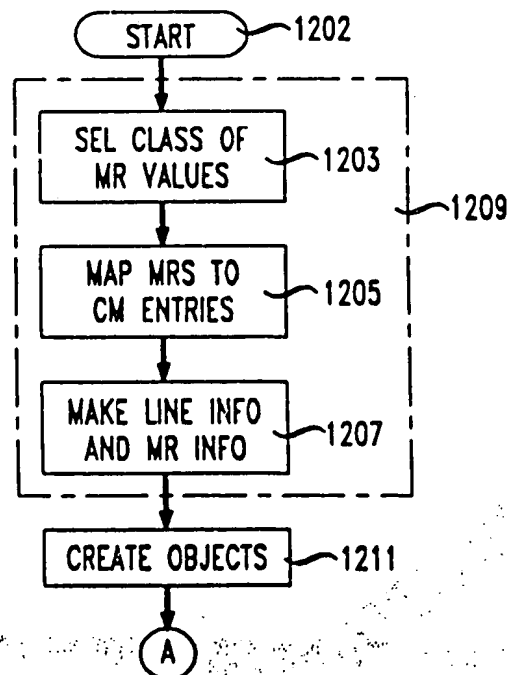 START
1202
SEL CLASS OF
MR VALUES
1203
1209
MAP MRS TO
CM ENTRIES
1205
MAKE LINE INFO
AND MR INFO
1207
CREATE OBJECTS
1211
A